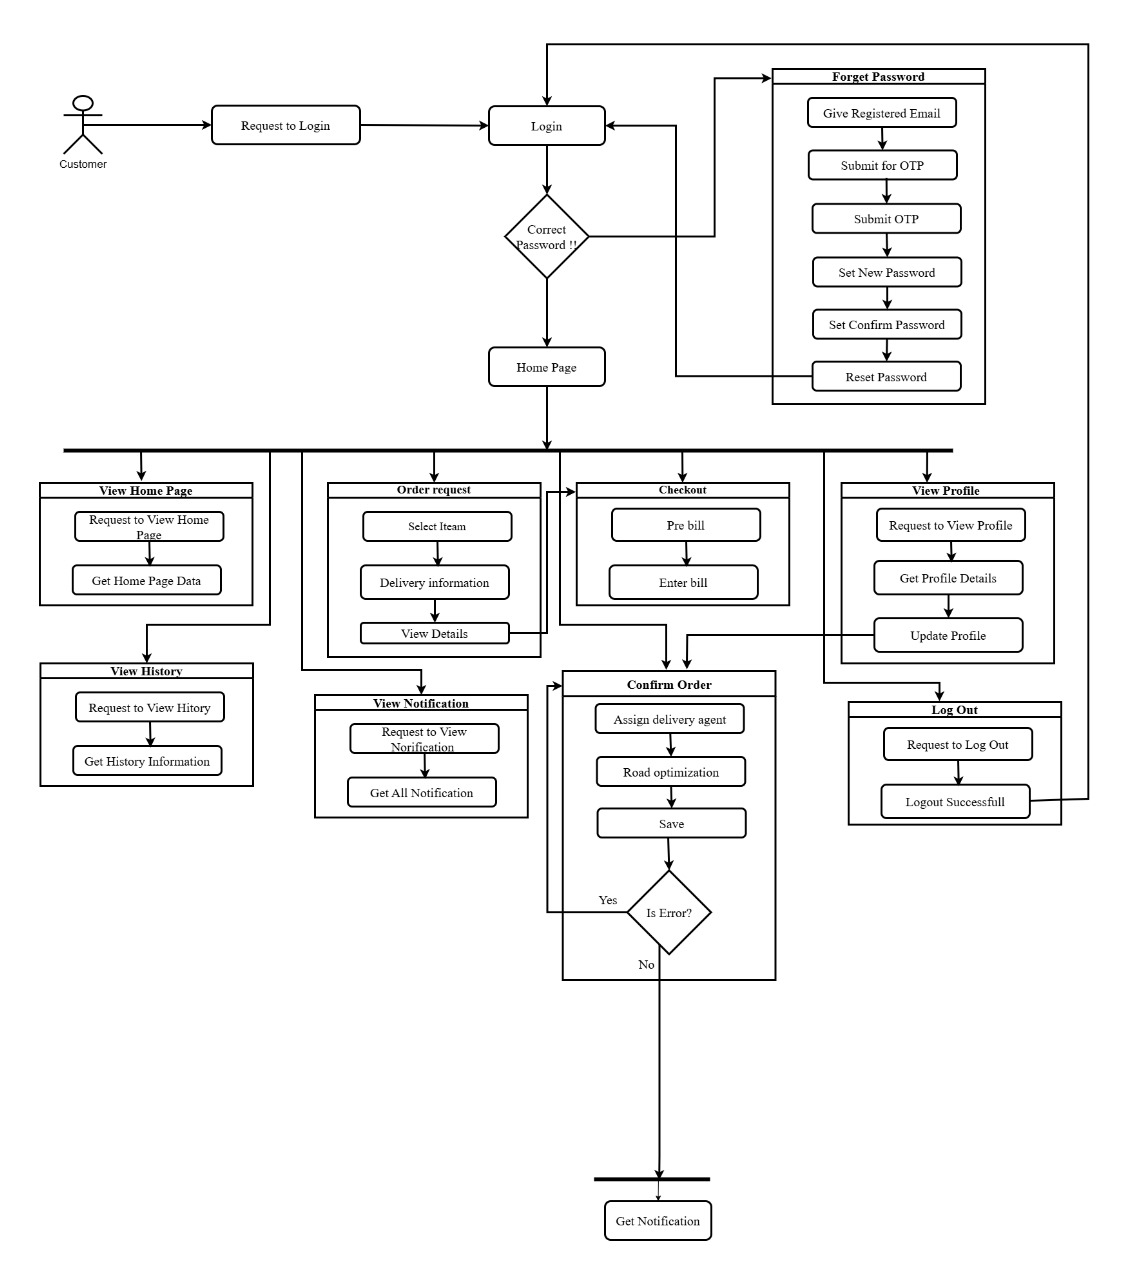 Forget Password
Give Registered Email
Request to Login
Login
Customer
Submit for OTP
Submit OTP
Correct
Password !!
Set New Password
Set Confirm Password
Home Page
Reset Password
View Home Page
Order request
Checkout
View Profile
Request to View Home
Page
Select Iteam
Pre bill
Request to View Profile
Get Home Page Data
Delivery information
Enter bill
Get Profile Details
View Details
Update Profile
View History
Confirm Order
View Notification
Log Out
Request to View Hitory
Request to View
Norification
Assign delivery agent
Request to Log Out
Get History Information
Get All Notification
Road optimization
Logout Successfull
Save
Yes
Is Error?
No
Get Notification